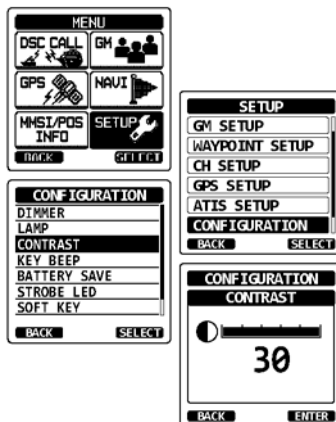 MENU
DSC CALL
GM
GPS
NAVI
MMSI/POS
INFO
SETUP
BACK
SELECT
SETUP
GM SETUP
WAYPOINT SETUP
CH SETUP
GPS SETUP
ATIS SETUP
CONFIGURATION
BACK
SELECT
CONFIGURATION
DIMMER
LAMP
CONTRAST
KEY BEEP
BATTERY SAVE
STROBE LED
SOFT KEY
BACK
SELECT
CONFIGURATION
CONTRAST
30
BACK
ENTER